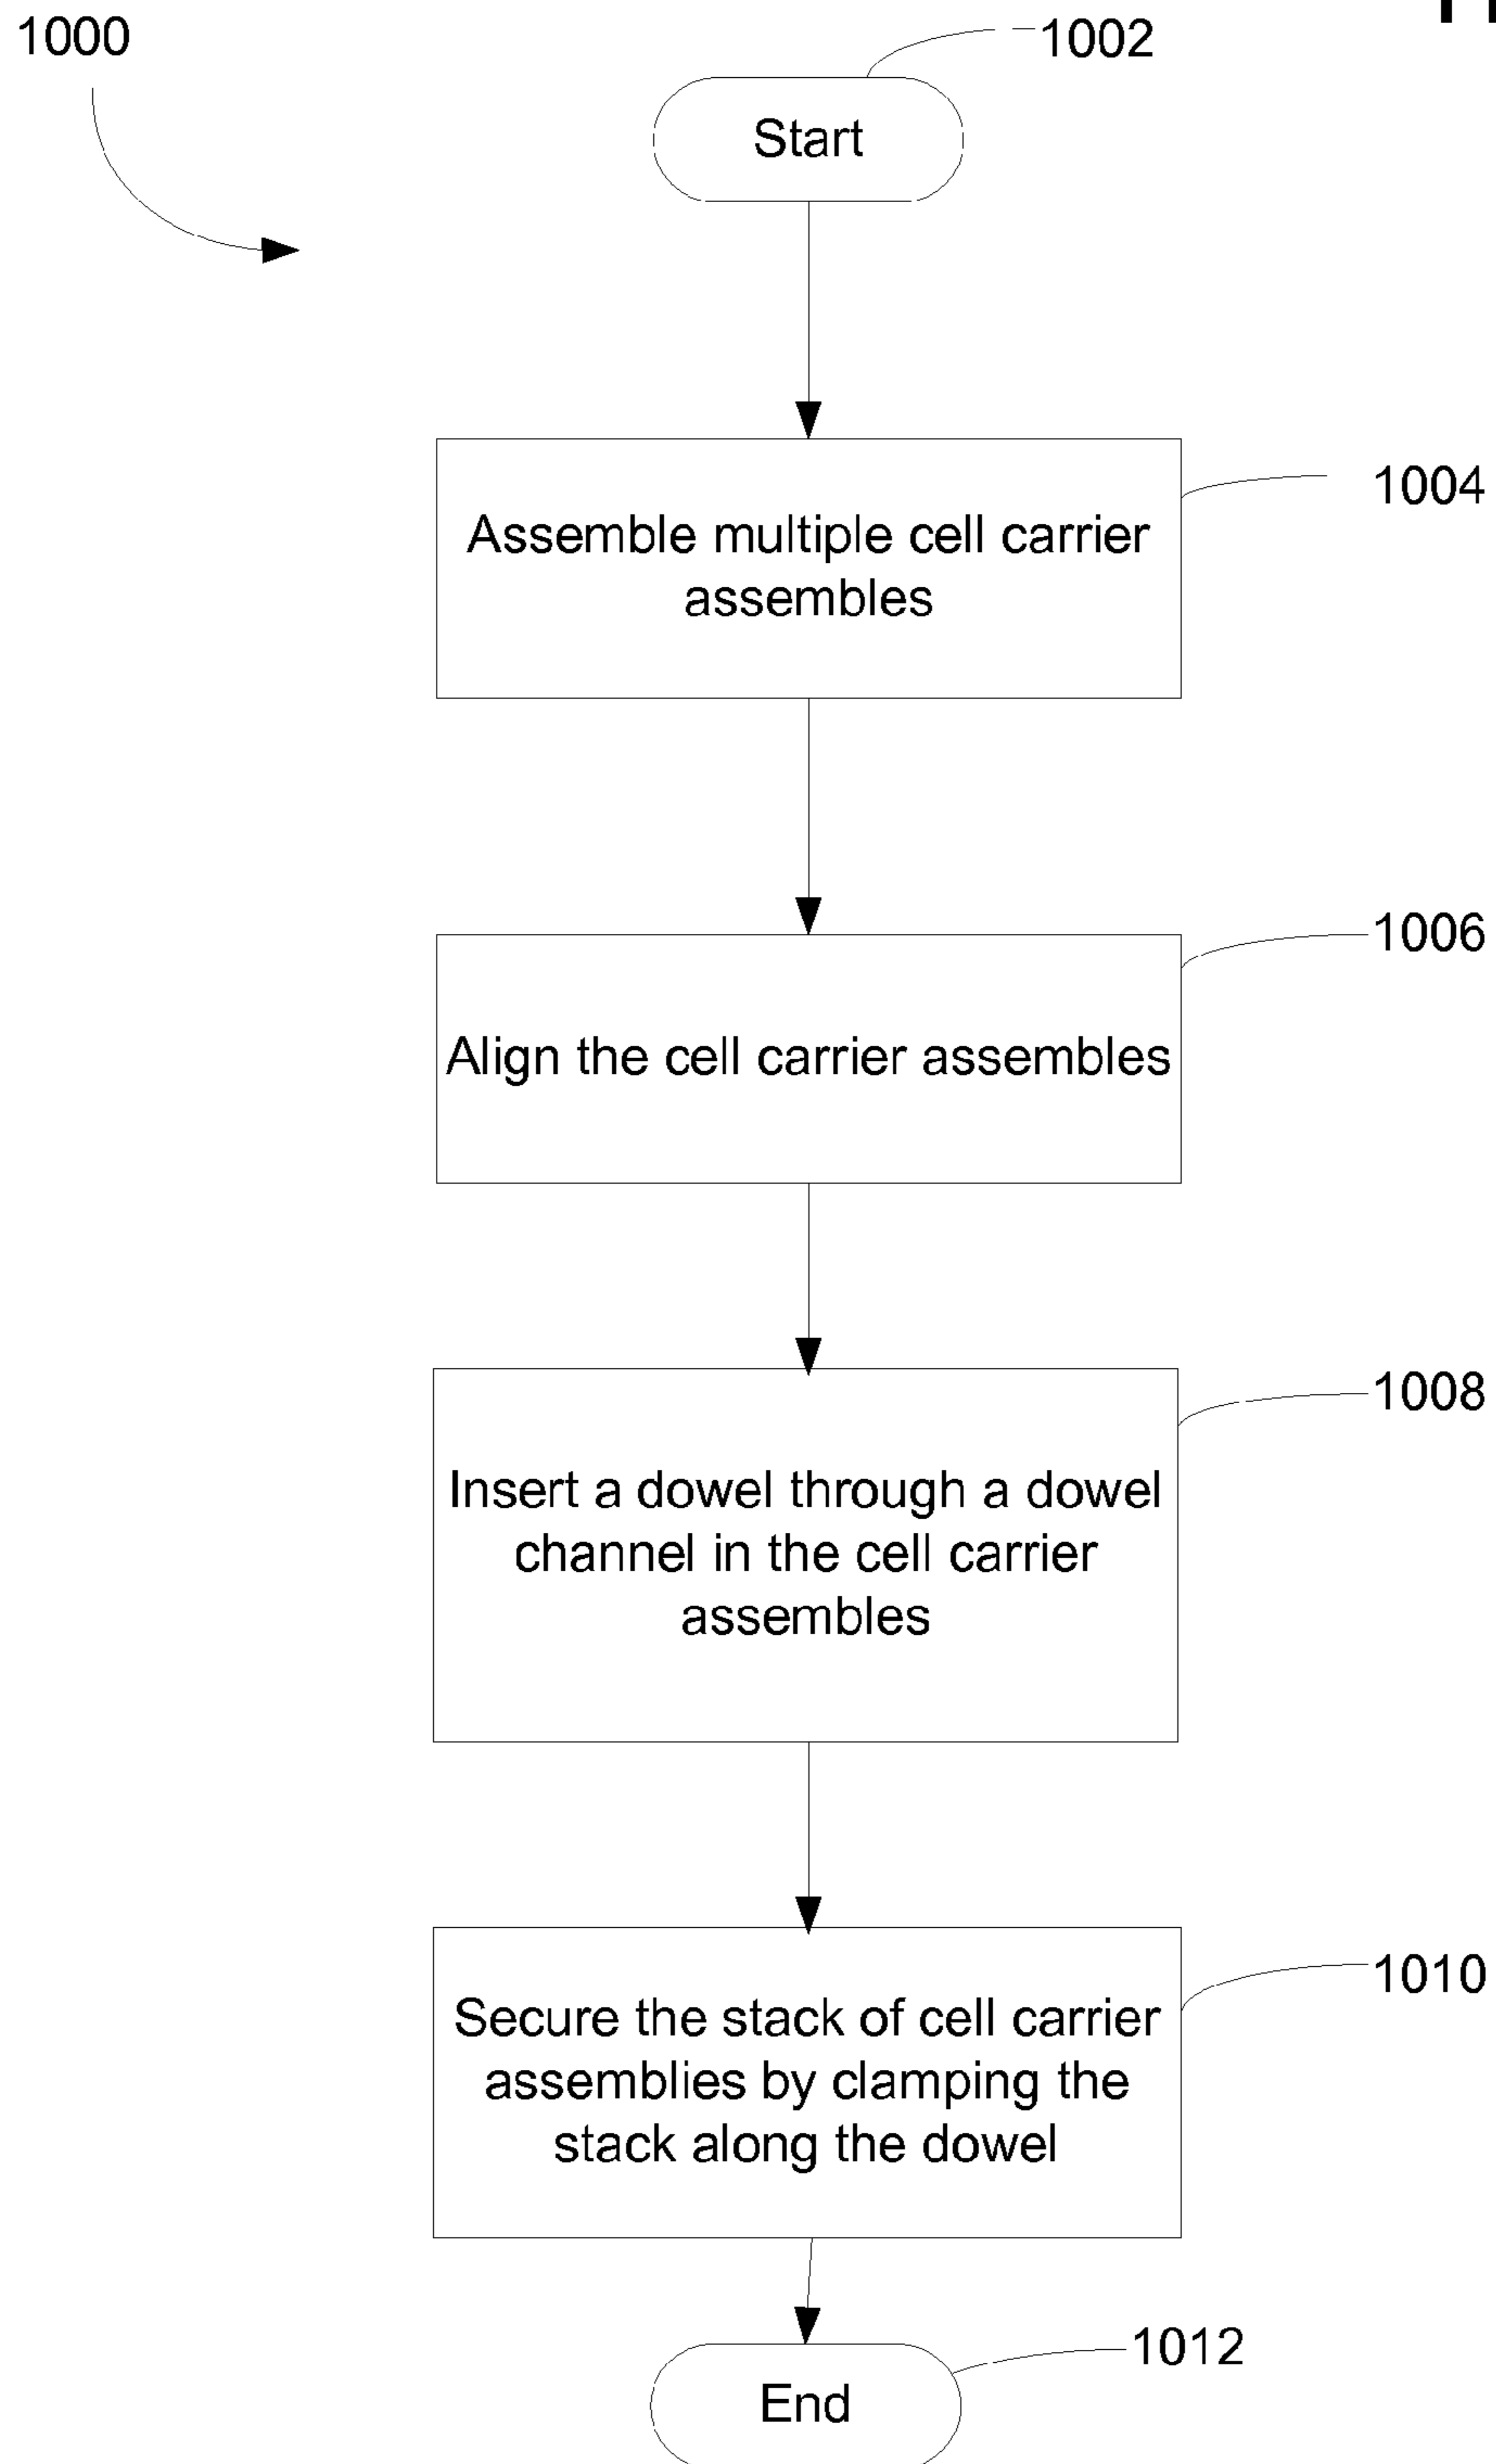 1000
1002
Start
1004
Assemble multiple cell carrier
assembles
1006
Align the cell carrier assembles
1008
Insert a dowel through a dowel
channel in the cell carrier
assembles
1010
Secure the stack of cell carrier
assemblies by clamping the
stack along the dowel
1012
End